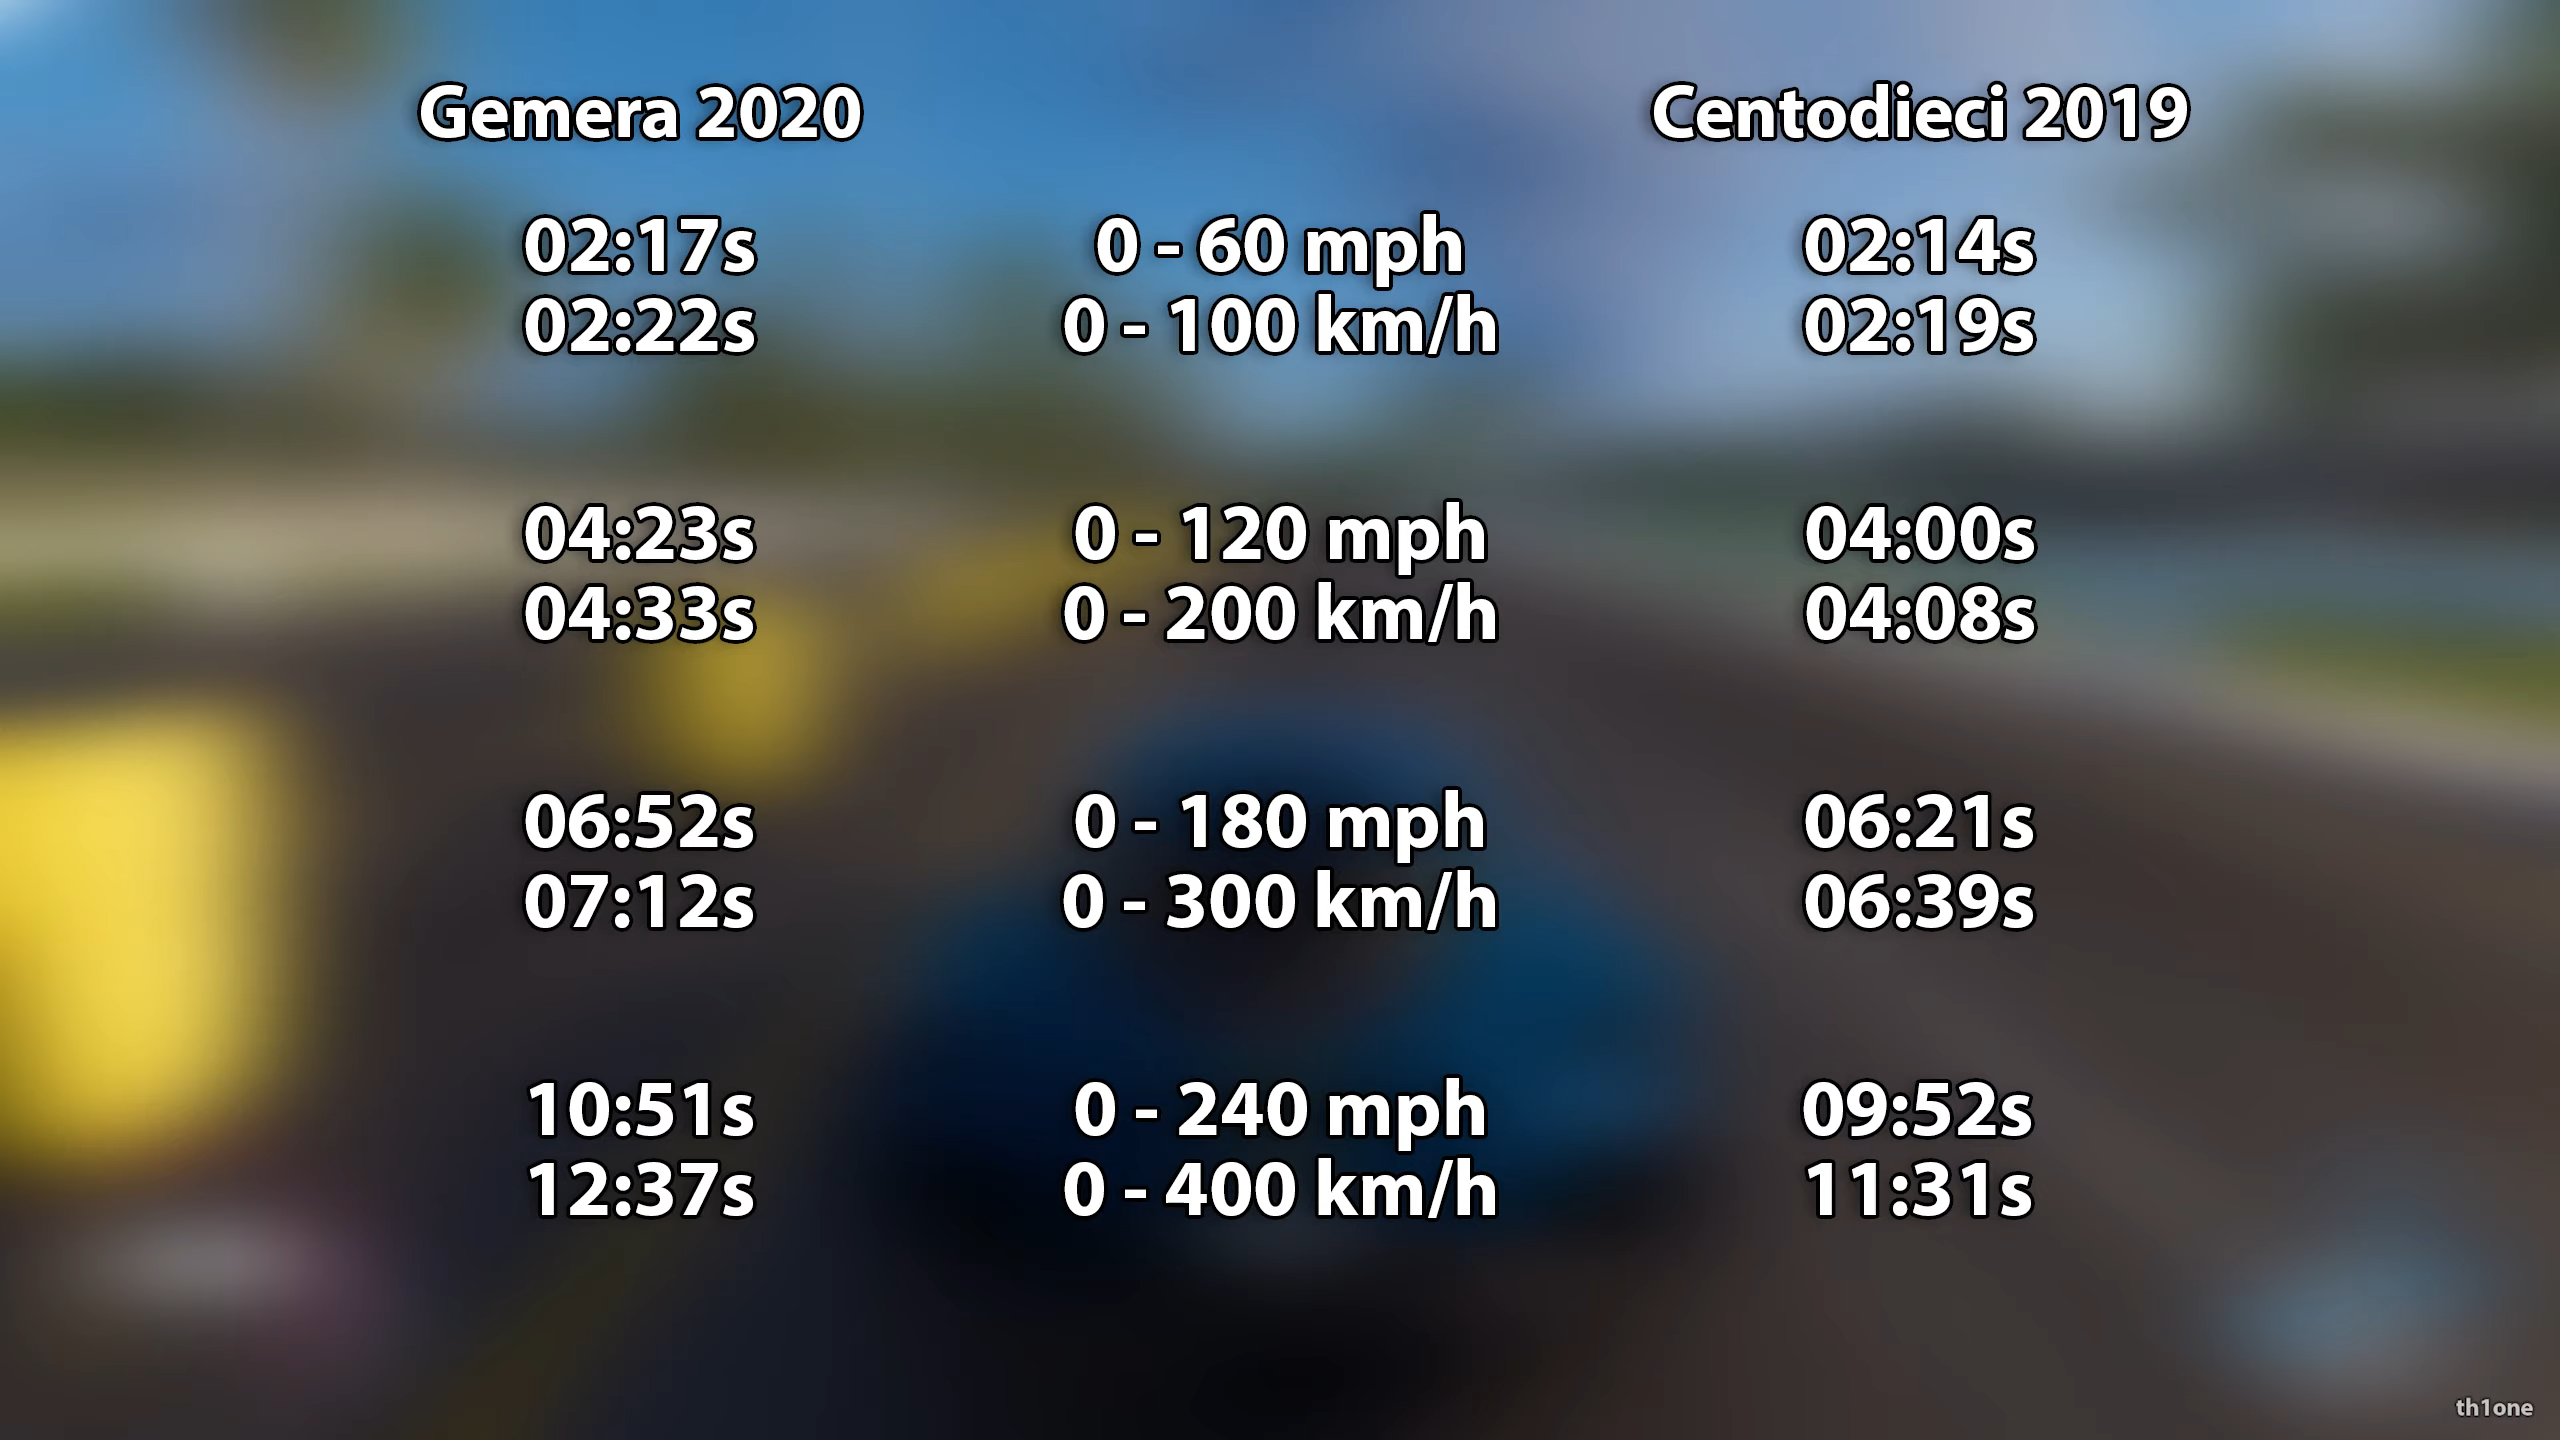 Gemera 2020 Centodieci 2019
02:17s 0 - 60 mph 02:14s
02:22s 0 - 100 km/h 02:19s
04:23s 0 - 120 mph 04:00s
04:33s 0 - 200 km/h 04:08s
06:52s 0 - 180 mph 06:21s
07:12s 0 - 300 km/h 06:39s
10:51s 0 - 240 mph 09:52s
12:37s 0 - 400 km/h 11:31s
th1one